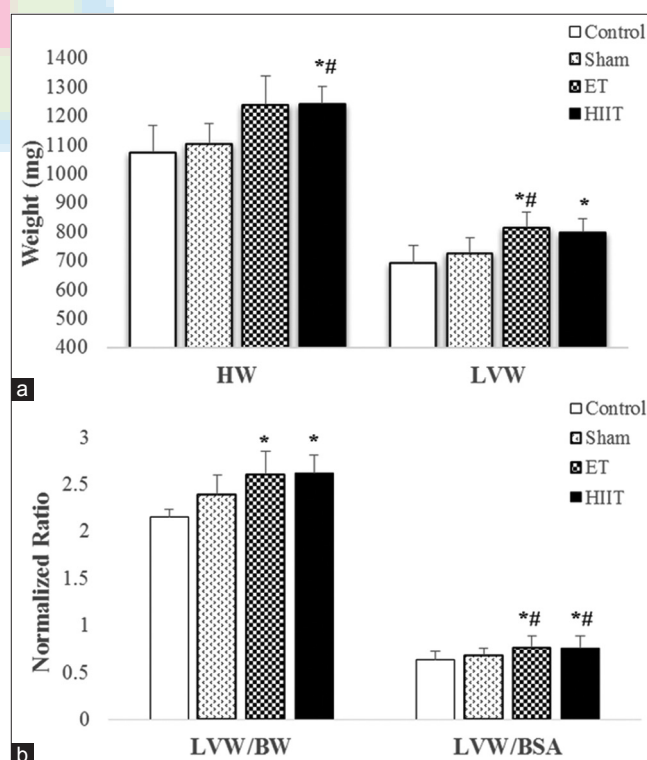 Control
Sham
ET
HIIT
1400
1300
1200
1100
1000
900
800
700
600
500
400
Weight (mg)
*#
*#
*
HW LVW
a
Control
Sham
ET
HIIT
3
2.5
2
1.5
1
0.5
0
Normalized Ratio
* *
*# *#
LVW/BW LVW/BSA
b